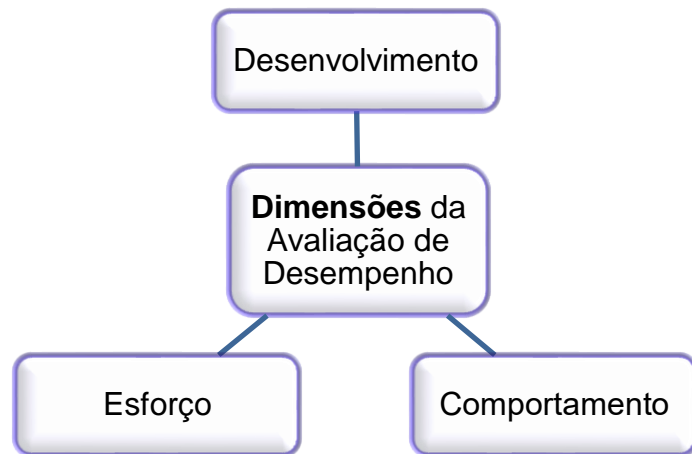 Desenvolvimento
Dimensões da
Avaliação de
Desempenho
Esforço
Comportamento